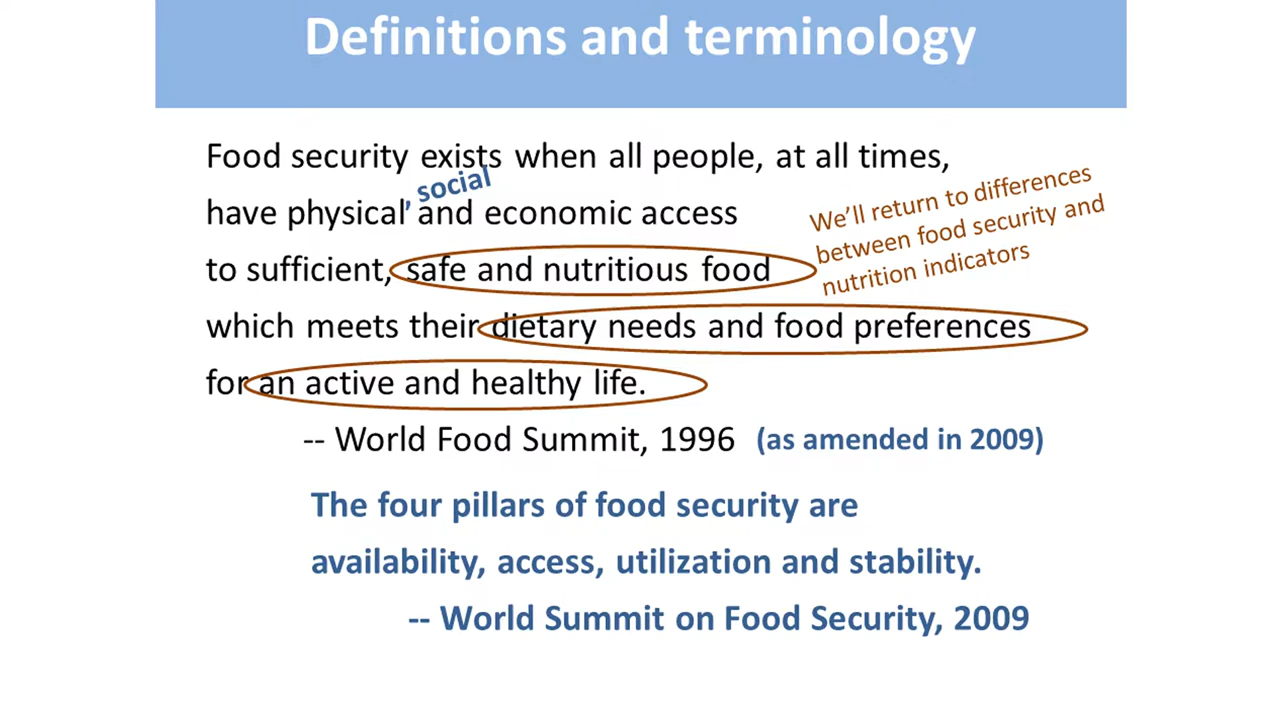 Definitions and terminology
Food security exists when all people, at all times,
, social
have physical and economic access
to sufficient, safe and nutritious food
We'll return to differences
between food security and
nutrition indicators
which meets their dietary needs and food preferences
for an active and healthy life.
-- World Food Summit, 1996 (as amended in 2009)
The four pillars of food security are
availability, access, utilization and stability.
-- World Summit on Food Security, 2009